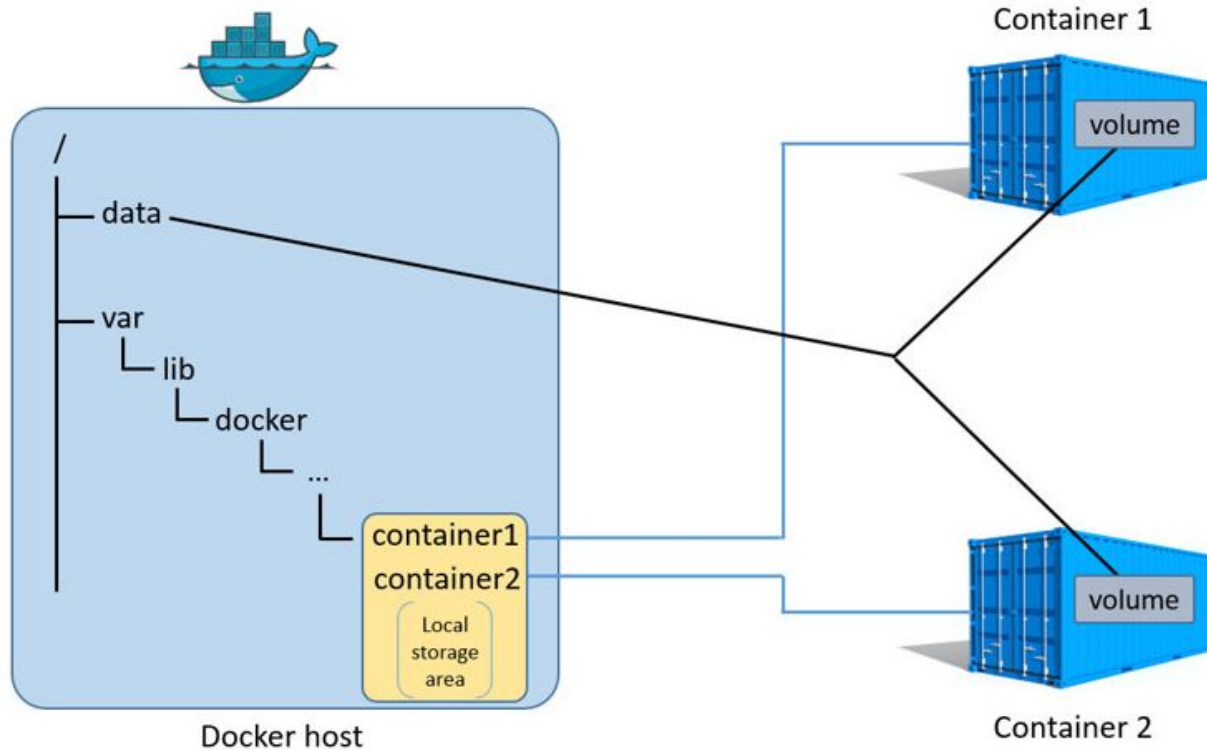 Container 1
volume
/
data
var
lib
docker
...
container1
container2
Local
storage
area
volume
Docker host
Container 2